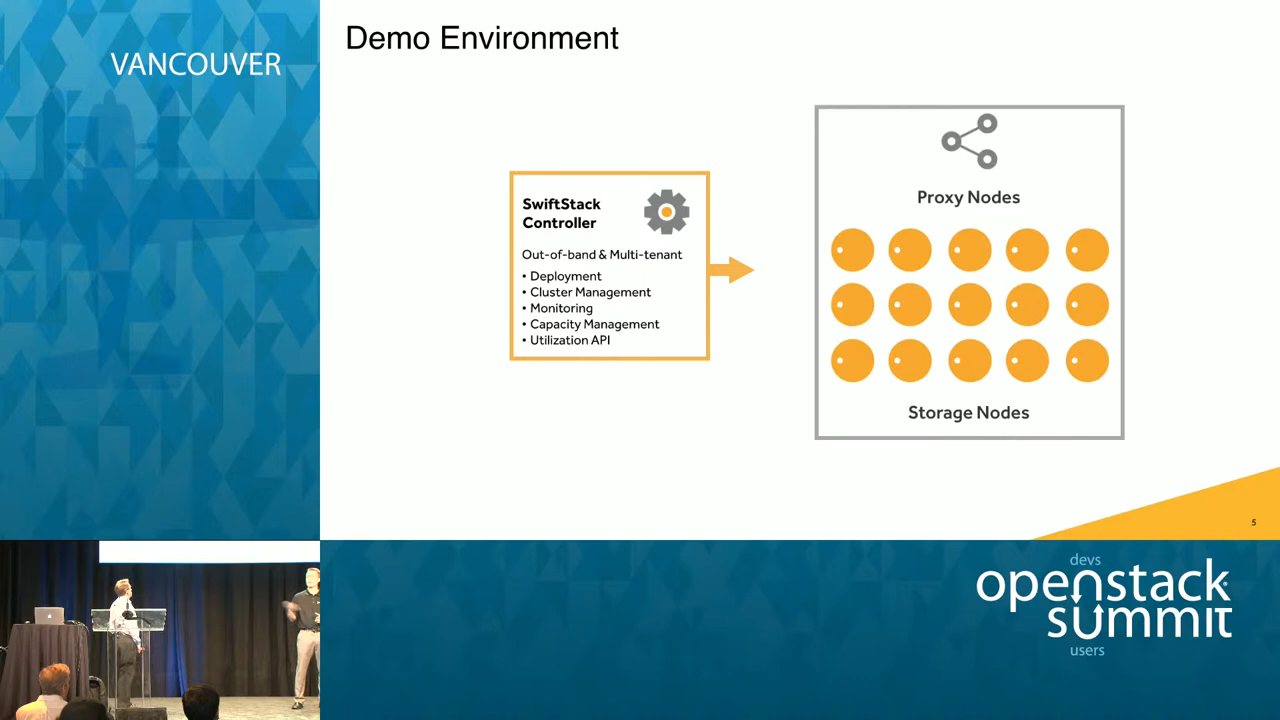 VANCOUVER
Demo Environment
SwiftStack
Controller
Out-of-band & Multi-tenant
• Deployment
• Cluster Management
• Monitoring
• Capacity Management
• Utilization API
Proxy Nodes
Storage Nodes
5
devs
openstack
summit
users